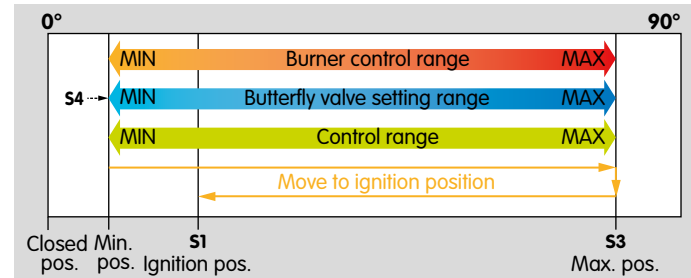 0° 90°
MIN Burner control range MAX
S4 MIN Butterfly valve setting range MAX
MIN Control range MAX
Move to ignition position
Closed pos.
Min. pos.
S1
Ignition pos.
S3
Max. pos.